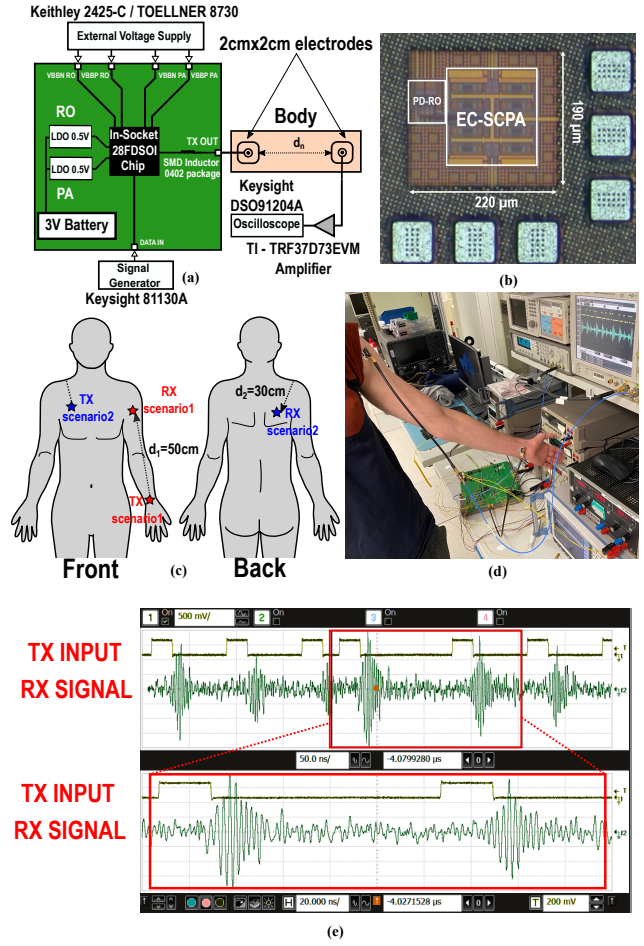 Keithley 2425-C / TOELLNER 8730
External Voltage Supply
VBBN RO VBBP RO VBBN PA VBBP PA
2cmx2cm electrodes
RO
LDO 0.5V
LDO 0.5V
PA
In-Socket
28FDSOI
Chip
TX OUT
SMD Inductor
0402 package
Body
dn
3V Battery
DATA IN
Keysight
DSO91204A
Oscilloscope
TI - TRF37D73EVM
Amplifier
Signal
Generator
Keysight 81130A
(a)
PD-RO
EC-SCPA
190 µm
220 µm
(b)
TX
scenario2
RX
scenario1
d1=50cm
TX
scenario1
d2=30cm
RX
scenario2
Front
(c)
Back
(d)
1 On 500 mV/ 2 On 3 On 4 On
TX INPUT
RX SIGNAL
50.0 ns/ -4.0799280 µs 0
TX INPUT
RX SIGNAL
H 20.000 ns/ -4.0271528 µs 0 T 200 mV
(e)